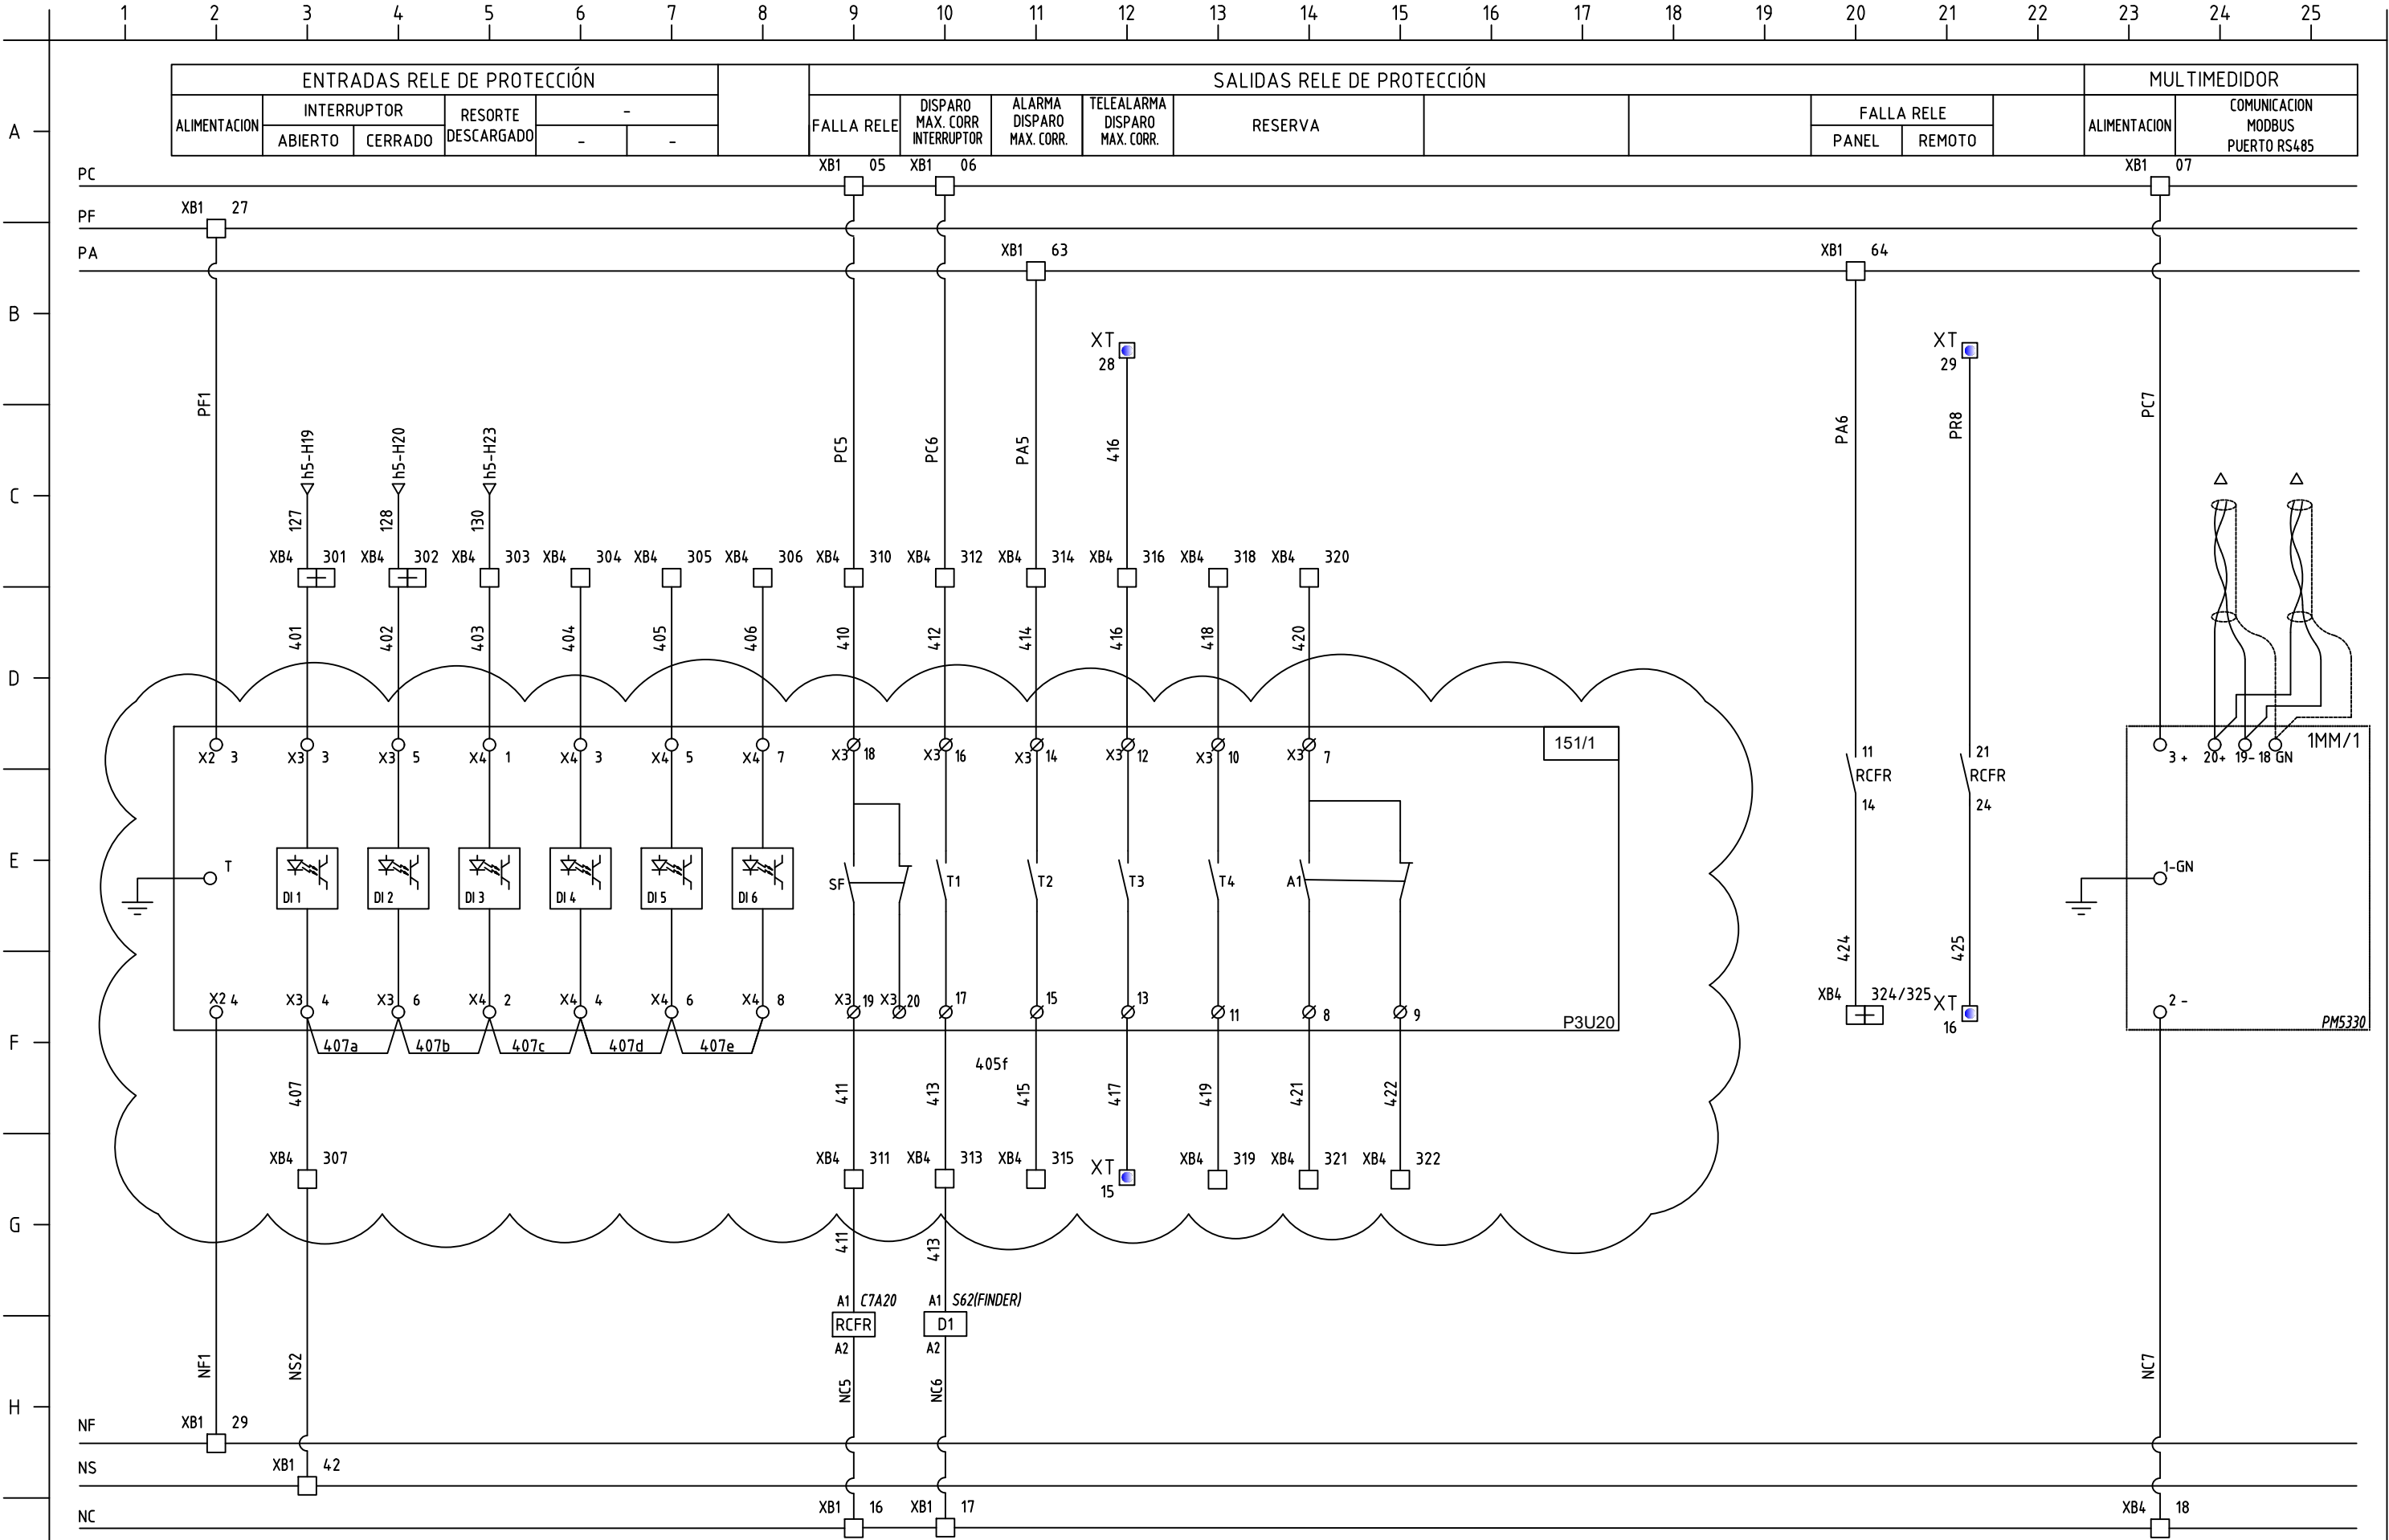 1 2 3 4 5 6 7 8 9 10 11 12 13 14 15 16 17 18 19 20 21 22 23 24 25
ENTRADAS RELE DE PROTECCIÓN
SALIDAS RELE DE PROTECCIÓN
MULTIMEDIDOR
ALIMENTACION
INTERRUPTOR
ABIERTO
CERRADO
RESORTE
DESCARGADO
-
- -
FALLA RELE
DISPARO
MAX. CORR
INTERRUPTOR
ALARMA
DISPARO
MAX. CORR.
TELEALARMA
DISPARO
MAX. CORR.
RESERVA
FALLA RELE
PANEL
REMOTO
ALIMENTACION
COMUNICACION
MODBUS
PUERTO RS485
A
PC
XB1 05
XB1 06
XB1 07
PF
XB1 27
PA
XB1 63
XB1 64
B
XT
28
XT
29
PF1
PC5
PC6
PA5
416
PA6
PR8
PC7
h5-H19
h5-H20
h5-H23
C
127
128
130
XB4 301
XB4 302
XB4 303
XB4 304
XB4 305
XB4 306
XB4 310
XB4 312
XB4 314
XB4 316
XB4 318
XB4 320
401
402
403
404
405
406
410
412
414
416
418
420
D
151/1
1MM/1
X2 3
X3 3
X3 5
X4 1
X4 3
X4 5
X4 7
X3 18
X3 16
X3 14
X3 12
X3 10
X3 7
11
RCFR
14
21
RCFR
24
3 +
20+ 19- 18 GN
E
T
DI 1
DI 2
DI 3
DI 4
DI 5
DI 6
SF
T1
T2
T3
T4
A1
1-GN
424
425
X2 4
X3 4
X3 6
X4 2
X4 4
X4 6
X4 8
X3 19
X3 20
17
15
13
11
8
9
P3U20
XB4 324/325
XT
16
2 -
PM5330
F
407a
407b
407c
407d
407e
405f
407
411
413
415
417
419
421
422
XB4 307
XB4 311
XB4 313
XB4 315
XT
15
XB4 319
XB4 321
XB4 322
G
411
413
A1 C7A20
RCFR
A2
A1 S62(FINDER)
D1
A2
NF1
NS2
NC5
NC6
NC7
H
NF
XB1 29
NS
XB1 42
NC
XB1 16
XB1 17
XB4 18